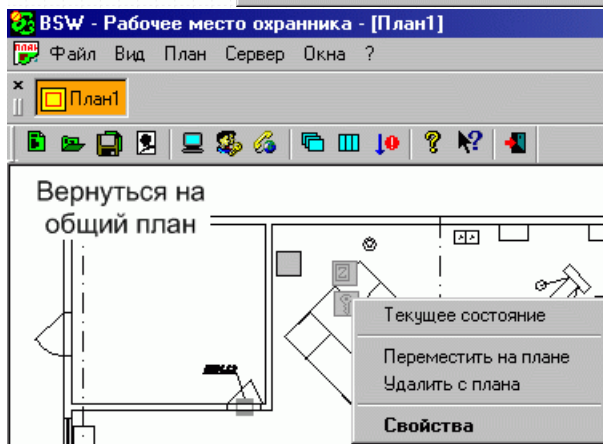 BSW - Рабочее место охранника - [План1]
Файл Вид План Сервер Окна ?
План1
Вернуться на
общий план
Текущее состояние
Переместить на плане
Удалить с плана
Свойства